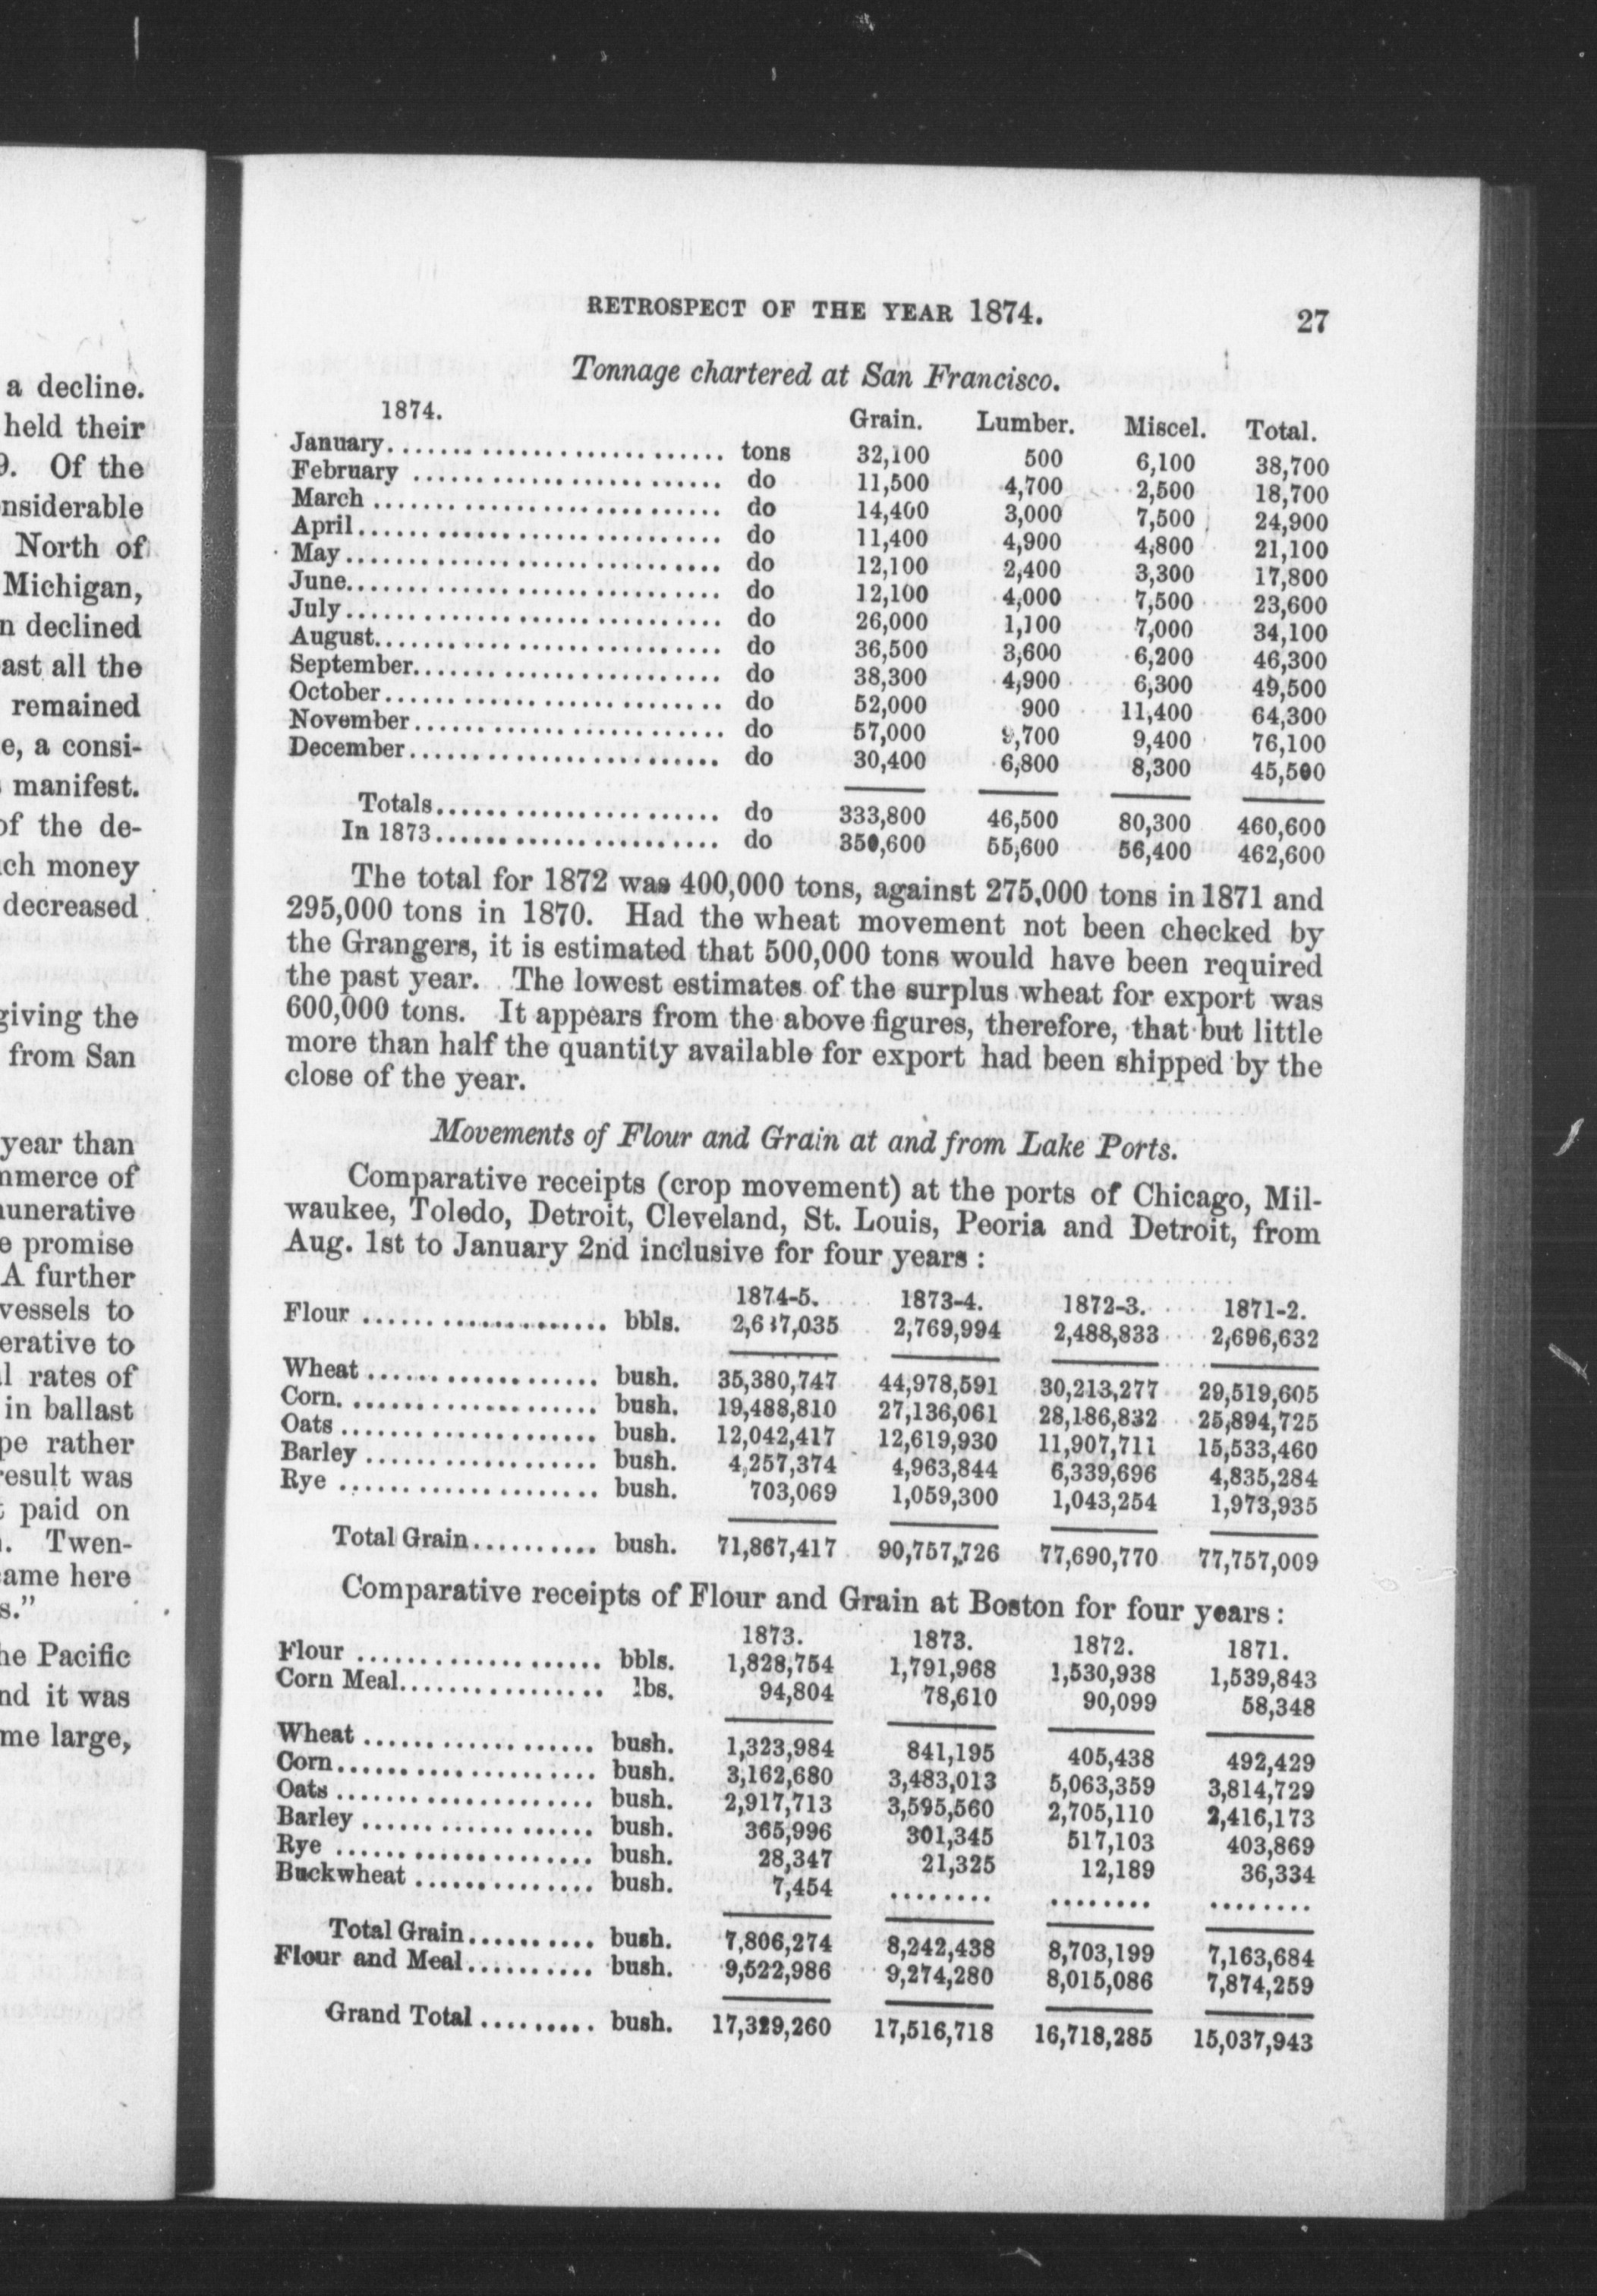 a decline.
held their
9. Of the
nsiderable
North of
Michigan,
n declined
ast all the
remained
e, a consi-
manifest.
of the de-
ich money
decreased
giving the
from San
year than
mmerce of
unerative
e promise
A further
vessels to
erative to
l rates of
in ballast
pe rather
result was
t paid on
. Twen-
came here
s."
he Pacific
nd it was
me large,
RETROSPECT OF THE YEAR 1874. 27
Tonnage chartered at San Francisco.
1874. Grain. Lumber. Miscel. Total.
January........................... tons 32,100 500 6,100 38,700
February ......................... do 11,500 4,700 2,500 18,700
March ............................ do 14,400 3,000 7,500 24,900
April............................. do 11,400 4,900 4,800 21,100
May............................... do 12,100 2,400 3,300 17,800
June.............................. do 12,100 4,000 7,500 23,600
July.............................. do 26,000 1,100 7,000 34,100
August............................ do 36,500 3,600 6,200 46,300
September......................... do 38,300 4,900 6,300 49,500
October........................... do 52,000 900 11,400 64,300
November.......................... do 57,000 9,700 9,400 76,100
December.......................... do 30,400 6,800 8,300 45,500
Totals....................... do 333,800 46,500 80,300 460,600
In 1873....................... do 350,600 55,600 56,400 462,600
The total for 1872 was 400,000 tons, against 275,000 tons in 1871 and
295,000 tons in 1870. Had the wheat movement not been checked by
the Grangers, it is estimated that 500,000 tons would have been required
the past year. The lowest estimates of the surplus wheat for export was
600,000 tons. It appears from the above figures, therefore, that but little
more than half the quantity available for export had been shipped by the
close of the year.
Movements of Flour and Grain at and from Lake Ports.
Comparative receipts (crop movement) at the ports of Chicago, Mil-
waukee, Toledo, Detroit, Cleveland, St. Louis, Peoria and Detroit, from
Aug. 1st to January 2nd inclusive for four years :
1874-5. 1873-4. 1872-3. 1871-2.
Flour .................... bbls. 2,769,994 2,488,833 2,696,632
Wheat ................... bush. 35,380,747 44,978,591 30,213,277 29,519,605
Corn..................... bush. 19,488,810 27,136,061 28,186,832 25,894,725
Oats ..................... bush. 12,042,417 12,619,930 11,907,711 15,533,460
Barley ................... bush. 4,257,374 4,963,844 6,339,696 4,835,284
Rye ..................... bush. 703,069 1,059,300 1,043,254 1,973,935
Total Grain.......... bush. 71,867,417 90,757,726 77,690,770 77,757,009
Comparative receipts of Flour and Grain at Boston for four years :
1873. 1873. 1872. 1871.
Flour .................... bbls. 1,828,754 1,791,968 1,530,938 1,539,843
Corn Meal................ lbs. 94,804 78,610 90,099 58,348
Wheat ................... bush. 1,323,984 841,195 405,438 492,429
Corn..................... bush. 3,162,680 3,483,013 5,063,359 3,814,729
Oats ..................... bush. 2,917,713 3,595,560 2,705,110 2,416,173
Barley ................... bush. 365,996 301,345 517,103 403,869
Rye ..................... bush. 28,347 21,325 12,189 36,334
Buckwheat .............. bush. 7,454 ........ ........ ........
Total Grain.......... bush. 7,806,274 8,242,438 8,703,199 7,163,684
Flour and Meal.......... bush. 9,522,986 9,274,280 8,015,086 7,874,259
Grand Total ......... bush. 17,329,260 17,516,718 16,718,285 15,037,943